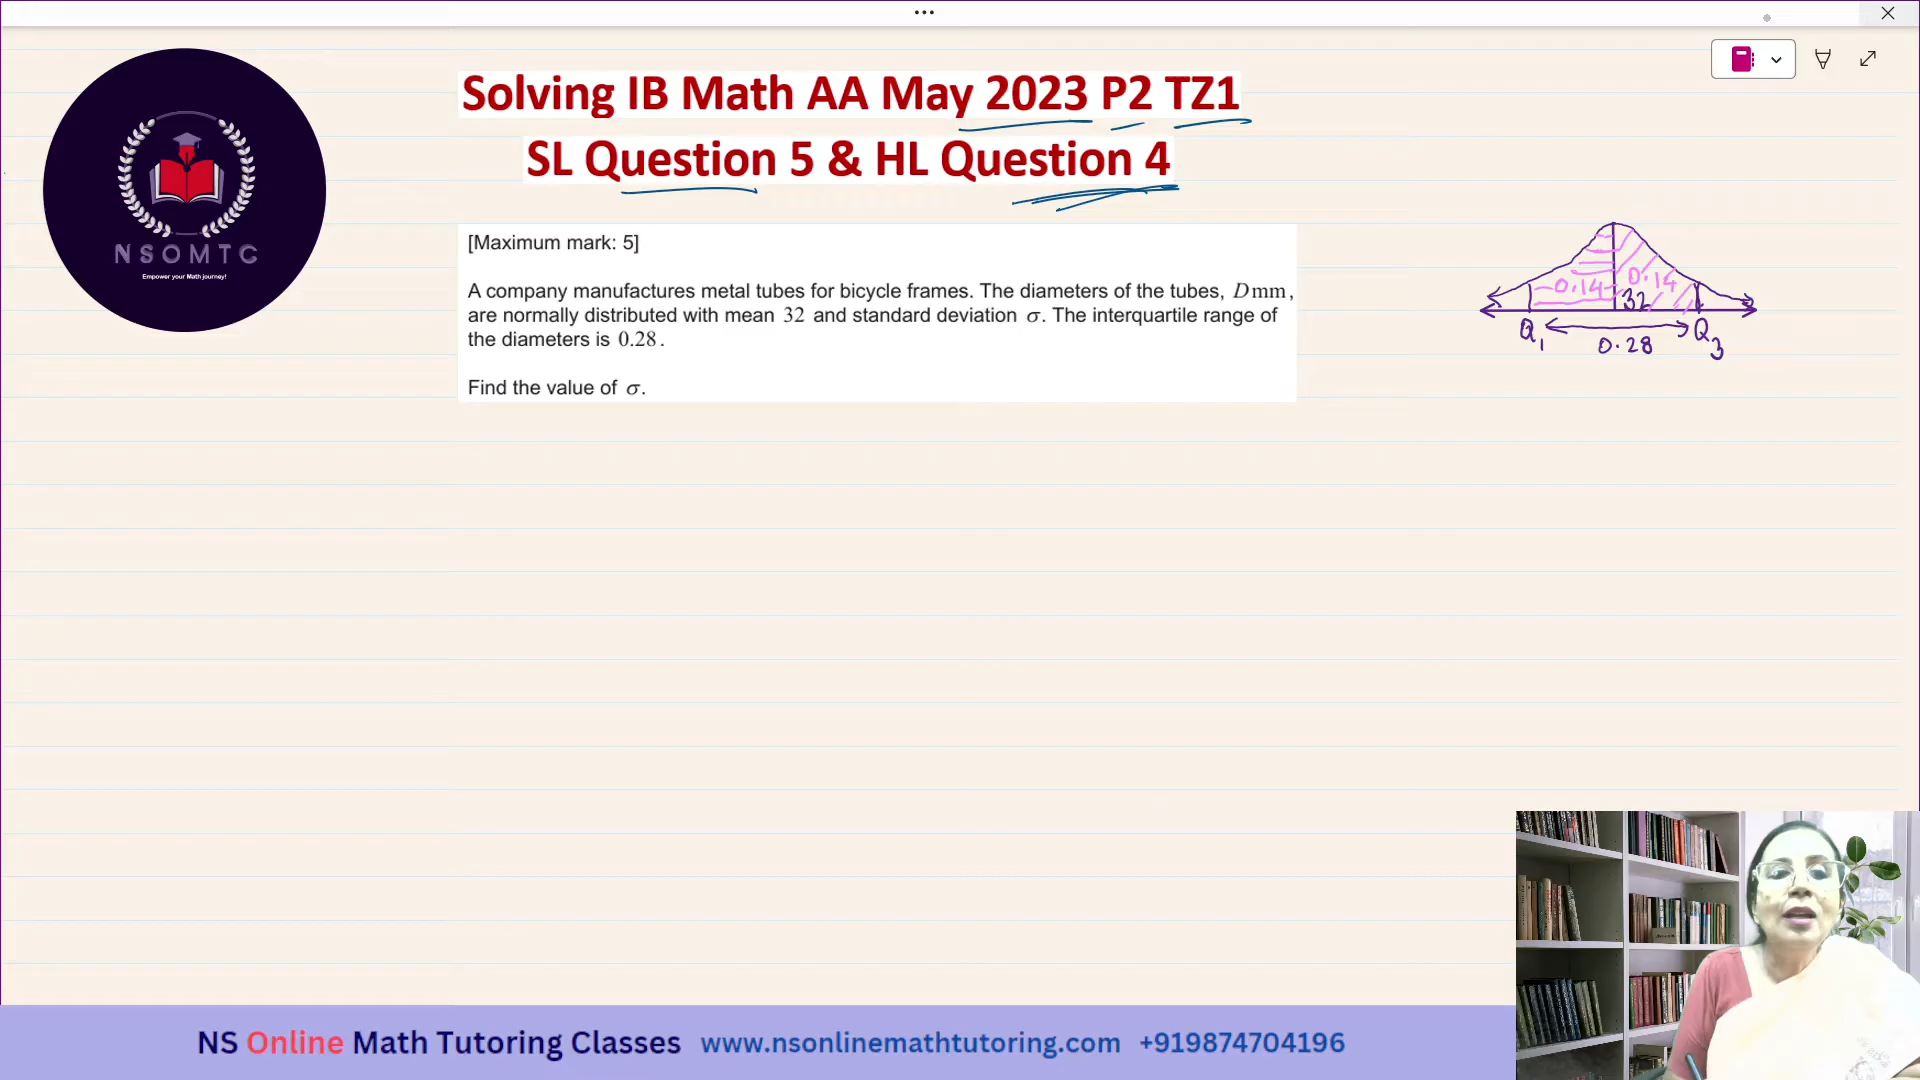 Solving IB Math AA May 2023 P2 TZ1
SL Question 5 & HL Question 4
NSOMTC
Empower your Math journey!
[Maximum mark: 5]
A company manufactures metal tubes for bicycle frames. The diameters of the tubes, D mm,
are normally distributed with mean 32 and standard deviation σ. The interquartile range of
the diameters is 0.28.
Find the value of σ.
0.14 0.14
32
Q1 Q3
0.28
NS Online Math Tutoring Classes www.nsonlinemathtutoring.com +919874704196